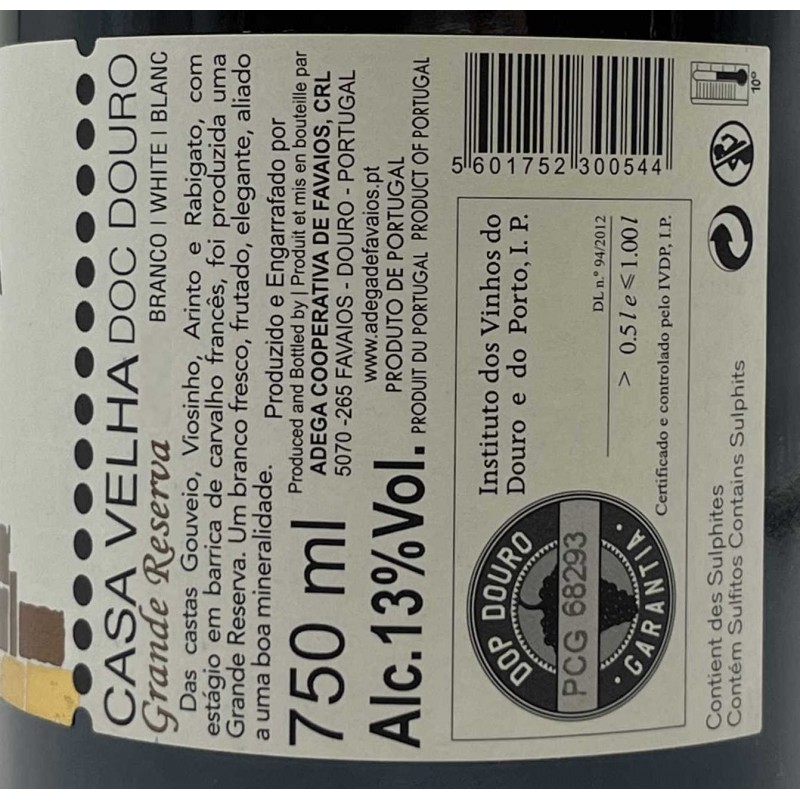 CASA VELHA DOC DOURO
Grande Reserva BRANCO | WHITE | BLANC
Das castas Gouveio, Viosinho, Arinto e Rabigato, com
estágio em barrica de carvalho francês, foi produzida uma
Grande Reserva. Um branco fresco, frutado, elegante, aliado
a uma boa mineralidade.
Produzido e Engarrafado por
Produced and Bottled by | Produit et mis en bouteille par
ADEGA COOPERATIVA DE FAVAIOS, CRL
5070 -265 FAVAIOS - DOURO - PORTUGAL
www.adegadefavaios.pt
PRODUTO DE PORTUGAL
PRODUIT DU PORTUGAL PRODUCT OF PORTUGAL
750 ml
Alc.13%Vol.
5 601752 300544
10º
Instituto dos Vinhos do
Douro e do Porto, I. P.
DL n.º 94/2012
> 0.5 l e ⩽ 1.00 l
Certificado e controlado pelo IVDP, I.P.
DOP DOURO
PCG 68293
• GARANTIA •
Contient des Sulphites
Contém Sulfitos Contains Sulphits